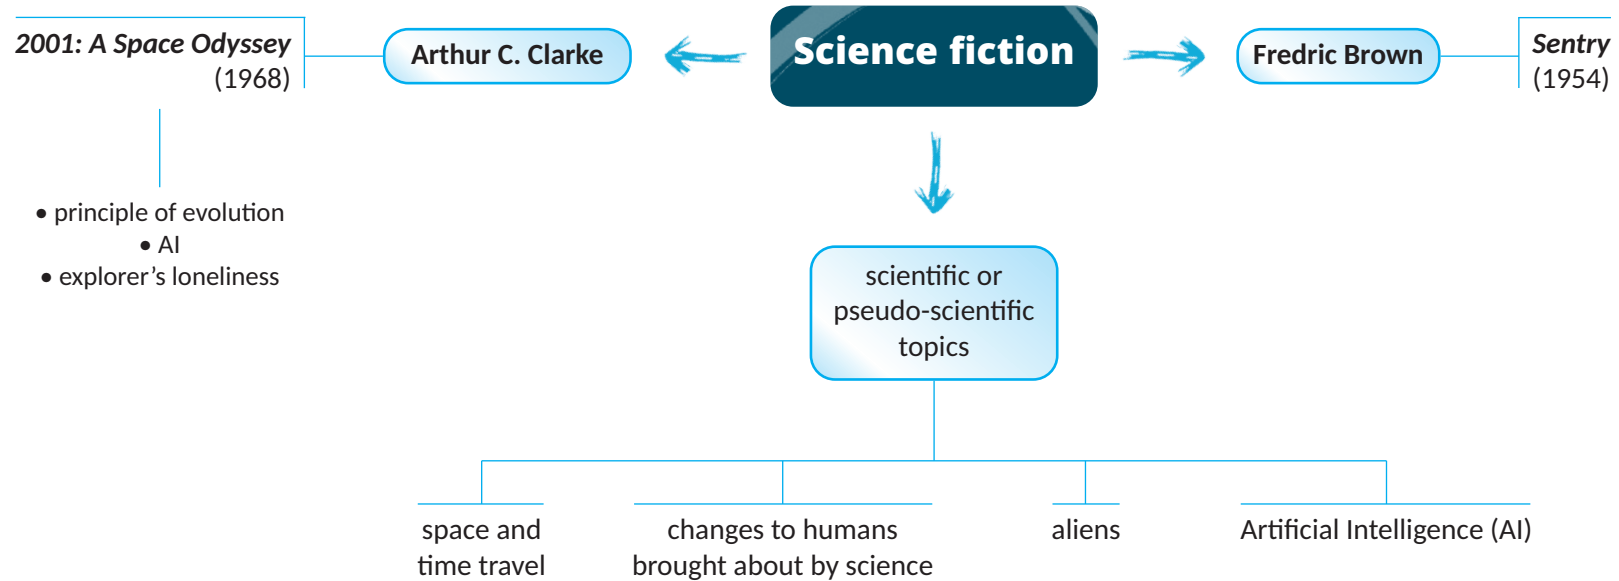 2001: A Space Odyssey
(1968)
Arthur C. Clarke
Science fiction
Fredric Brown
Sentry
(1954)
• principle of evolution
• AI
• explorer’s loneliness
scientific or
pseudo-scientific
topics
space and
time travel
changes to humans
brought about by science
aliens
Artificial Intelligence (AI)